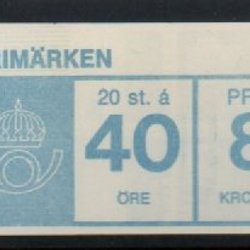 RIMÄRKEN
20 st. á
40
ÖRE
PR
8
KRO